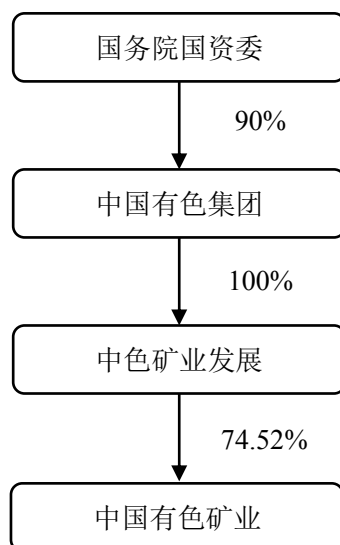 国务院国资委
90%
中国有色集团
100%
中色矿业发展
74.52%
中国有色矿业